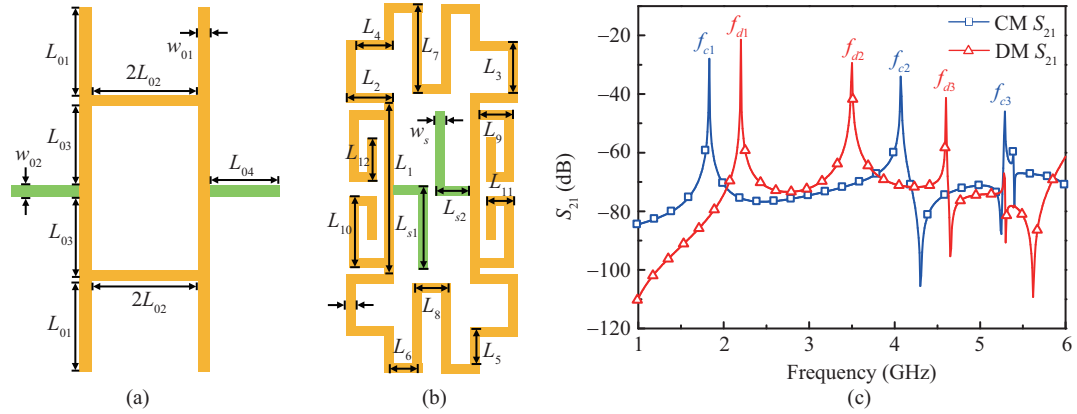 L01
w01
2L02
L03
w02
L04
L03
2L02
L01
(a)
L4
L7
L3
L2
ws
L9
L12
L1
L11
Ls2
L10
Ls1
L8
L6
L5
(b)
CM S21
DM S21
fc1
fd1
fd2
fc2
fd3
fc3
S21 (dB)
−20
−40
−60
−80
−100
−120
1
2
3
4
5
6
Frequency (GHz)
(c)